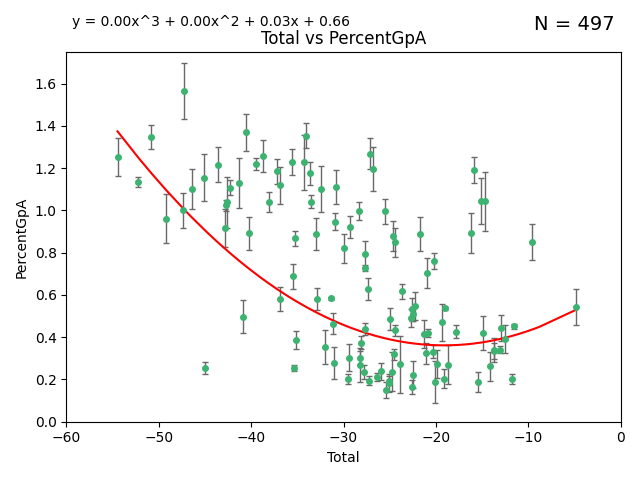 y = 0.00x^3 + 0.00x^2 + 0.03x + 0.66
N = 497
Total vs PercentGpA
1.6
1.4
1.2
1.0
0.8
0.6
0.4
0.2
0.0
PercentGpA
−60 −50 −40 −30 −20 −10 0
Total